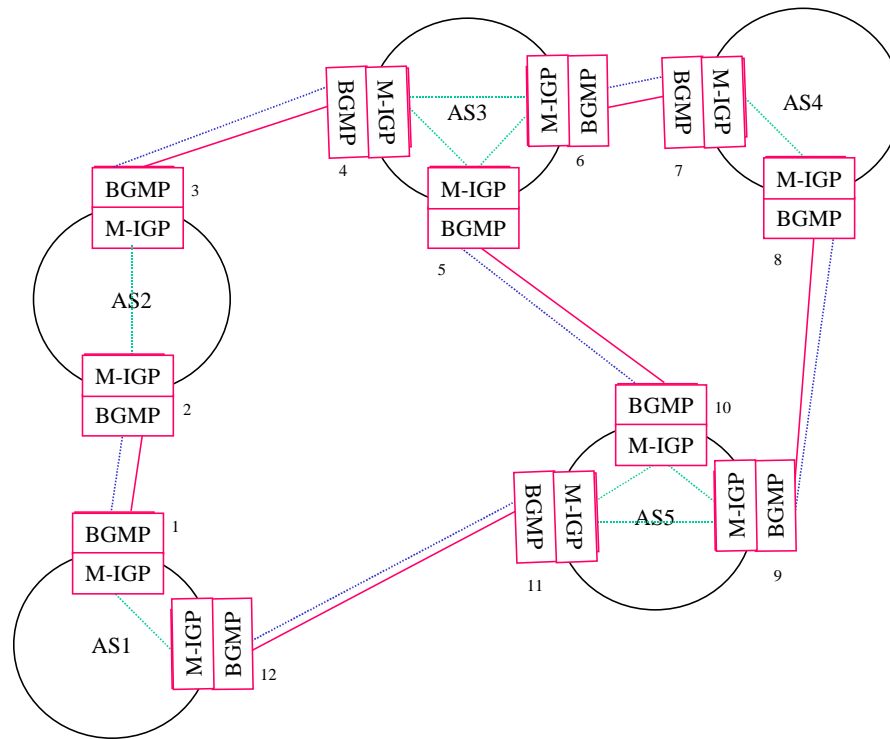 BGMP
M-IGP
AS3
M-IGP
BGMP
4
6
M-IGP
BGMP
5
BGMP
M-IGP
AS4
7
M-IGP
BGMP
8
BGMP
3
M-IGP
AS2
M-IGP
BGMP
2
BGMP
10
M-IGP
BGMP
M-IGP
AS5
M-IGP
BGMP
11
9
BGMP
1
M-IGP
AS1
M-IGP
BGMP
12